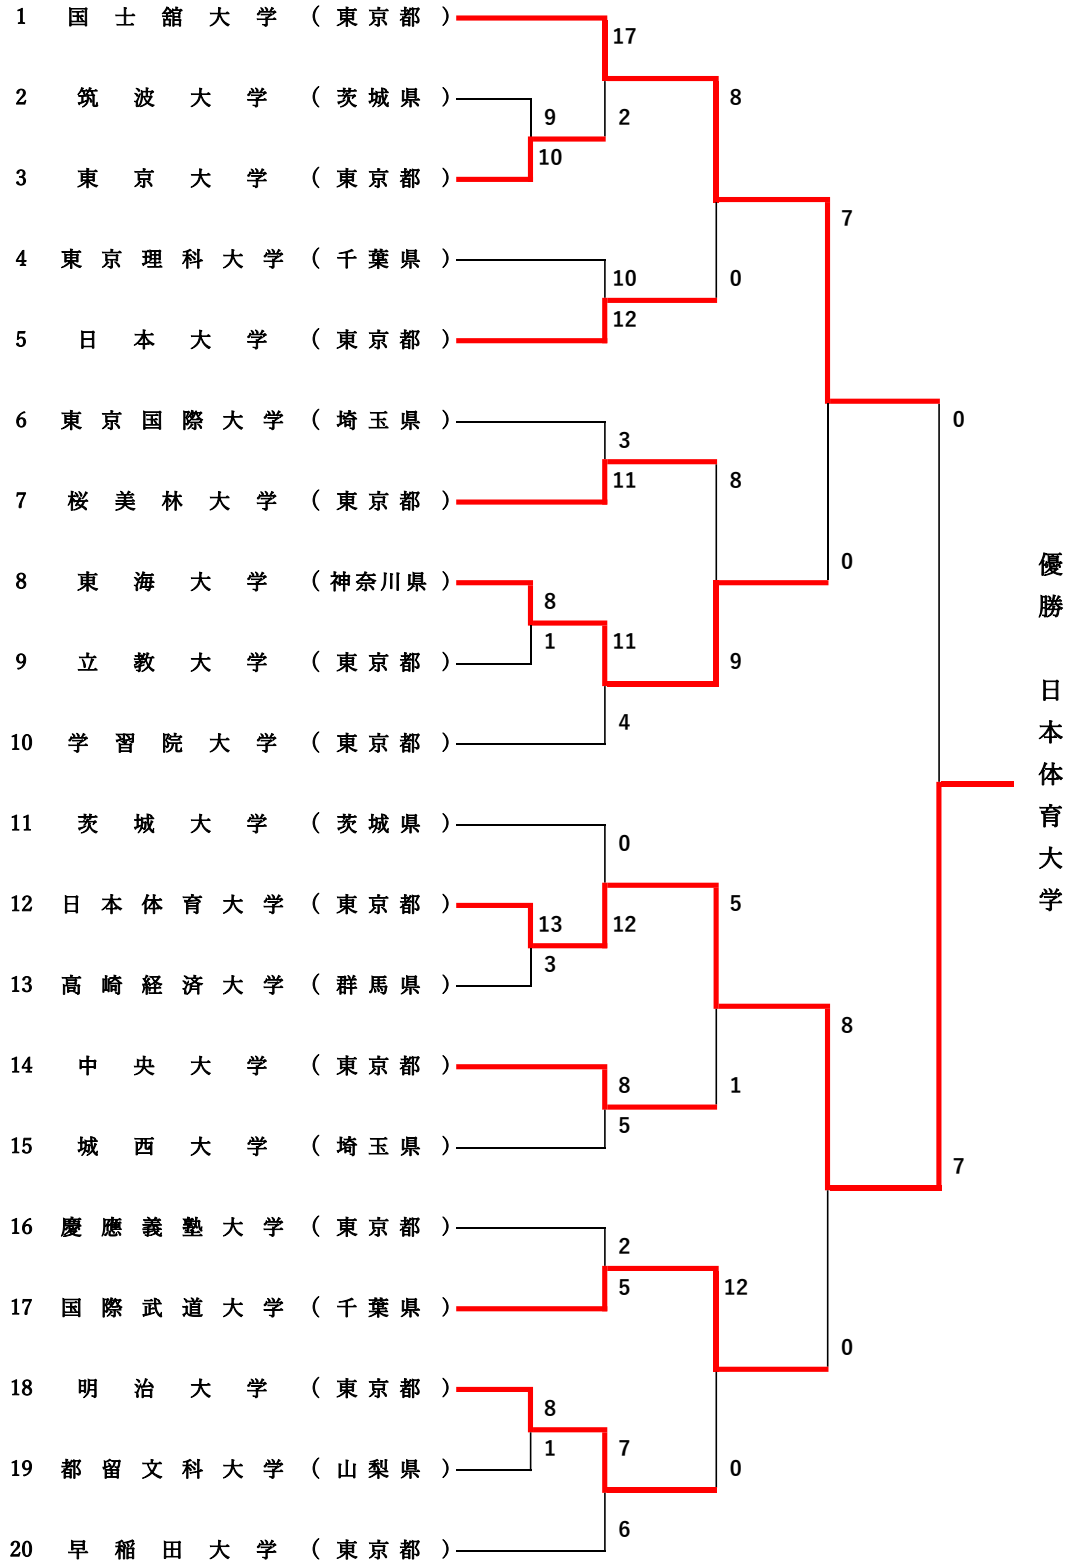 1 国士舘大学 (東京都)
17
2 筑波大学 (茨城県)
8
9
2
10
3 東京大学 (東京都)
7
4 東京理科大学 (千葉県)
10
0
12
5 日本大学 (東京都)
6 東京国際大学 (埼玉県)
0
3
11
8
7 桜美林大学 (東京都)
0
8 東海大学 (神奈川県)
8
1
11
9 立教大学 (東京都)
9
4
10 学習院大学 (東京都)
優勝 日本体育大学
11 茨城大学 (茨城県)
0
12 日本体育大学 (東京都)
5
13
12
3
13 高崎経済大学 (群馬県)
8
14 中央大学 (東京都)
8
1
5
15 城西大学 (埼玉県)
7
16 慶應義塾大学 (東京都)
2
5
12
17 国際武道大学 (千葉県)
0
18 明治大学 (東京都)
8
1
7
19 都留文科大学 (山梨県)
0
6
20 早稲田大学 (東京都)